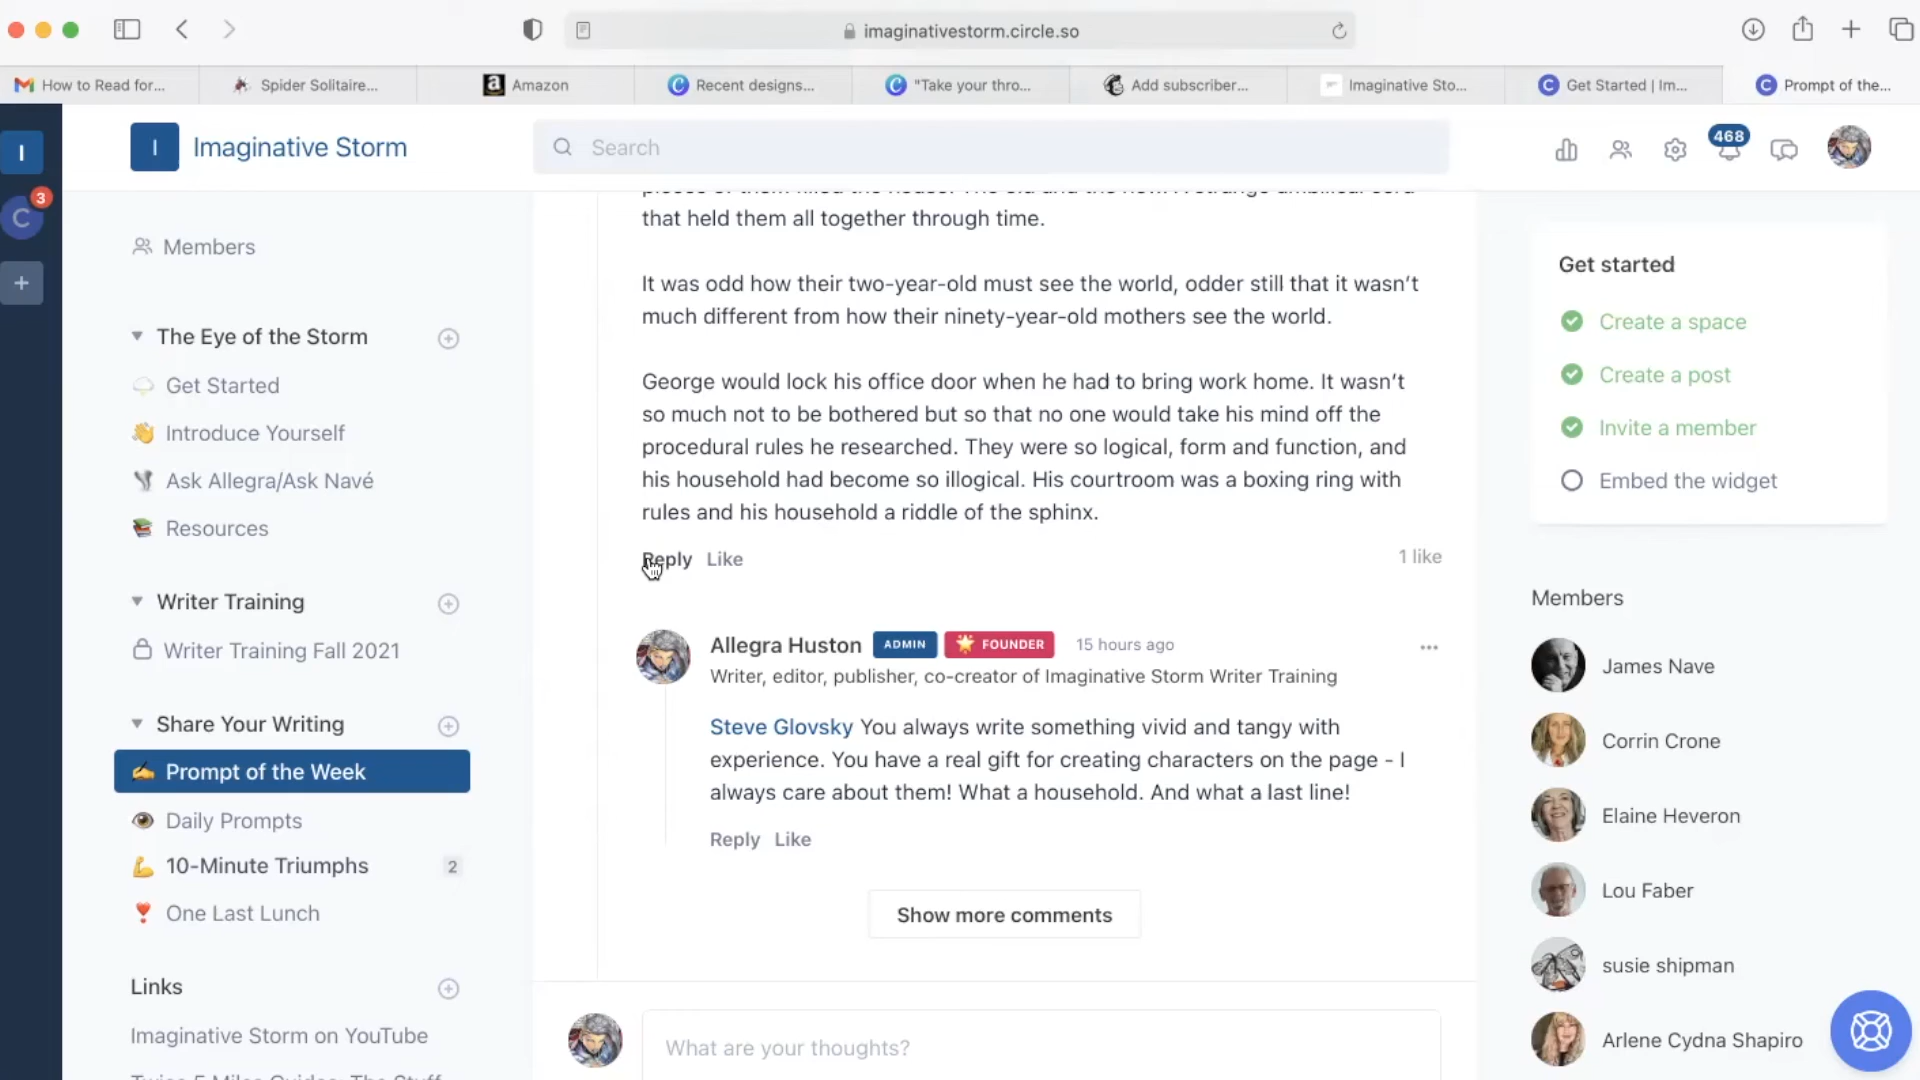 imaginativestorm.circle.so
How to Read for...
Spider Solitaire...
Amazon
Recent designs...
"Take your thro...
Add subscriber...
Imaginative Sto...
Get Started | Im...
Prompt of the...
I
Imaginative Storm
Search
468
I
C
3
Members
The Eye of the Storm
Get Started
Introduce Yourself
Ask Allegra/Ask Navé
Resources
Writer Training
Writer Training Fall 2021
Share Your Writing
Prompt of the Week
Daily Prompts
10-Minute Triumphs
2
One Last Lunch
Links
Imaginative Storm on YouTube
that held them all together through time.
It was odd how their two-year-old must see the world, odder still that it wasn't
much different from how their ninety-year-old mothers see the world.
George would lock his office door when he had to bring work home. It wasn't
so much not to be bothered but so that no one would take his mind off the
procedural rules he researched. They were so logical, form and function, and
his household had become so illogical. His courtroom was a boxing ring with
rules and his household a riddle of the sphinx.
Reply Like
1 like
Allegra Huston ADMIN FOUNDER 15 hours ago
Writer, editor, publisher, co-creator of Imaginative Storm Writer Training
Steve Glovsky You always write something vivid and tangy with
experience. You have a real gift for creating characters on the page - I
always care about them! What a household. And what a last line!
Reply Like
Show more comments
What are your thoughts?
Get started
Create a space
Create a post
Invite a member
Embed the widget
Members
James Nave
Corrin Crone
Elaine Heveron
Lou Faber
susie shipman
Arlene Cydna Shapiro